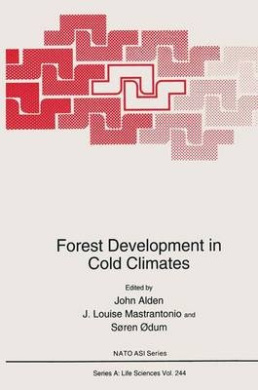 Forest Development in
Cold Climates
Edited by
John Alden
J. Louise Mastrantonio and
Søren Ødum
NATO ASI Series
Series A: Life Sciences Vol. 244